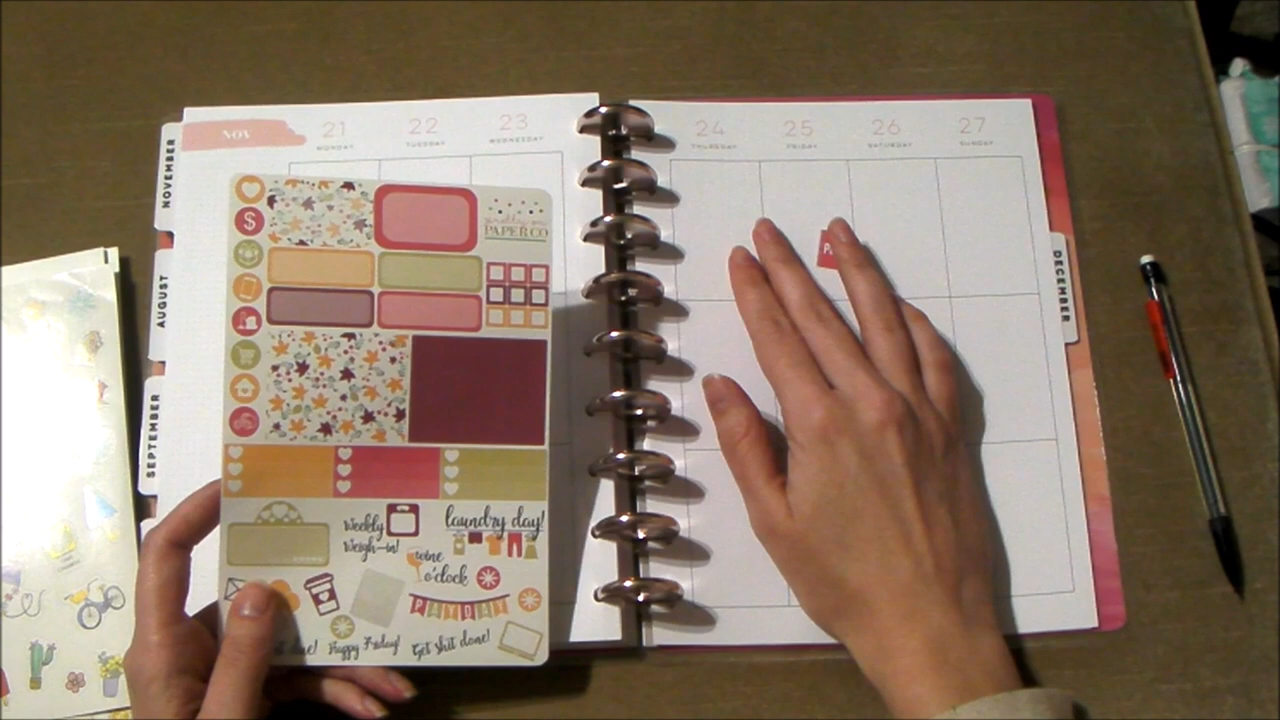 NOV
21
MONDAY
22
TUESDAY
23
WEDNESDAY
24
THURSDAY
25
FRIDAY
26
SATURDAY
27
SUNDAY
NOVEMBER
AUGUST
SEPTEMBER
DECEMBER
$
PAPER CO
Weekly
Weigh-in!
laundry day!
wine
o'clock
PAYDAY
Happy Friday!
Get shit done!